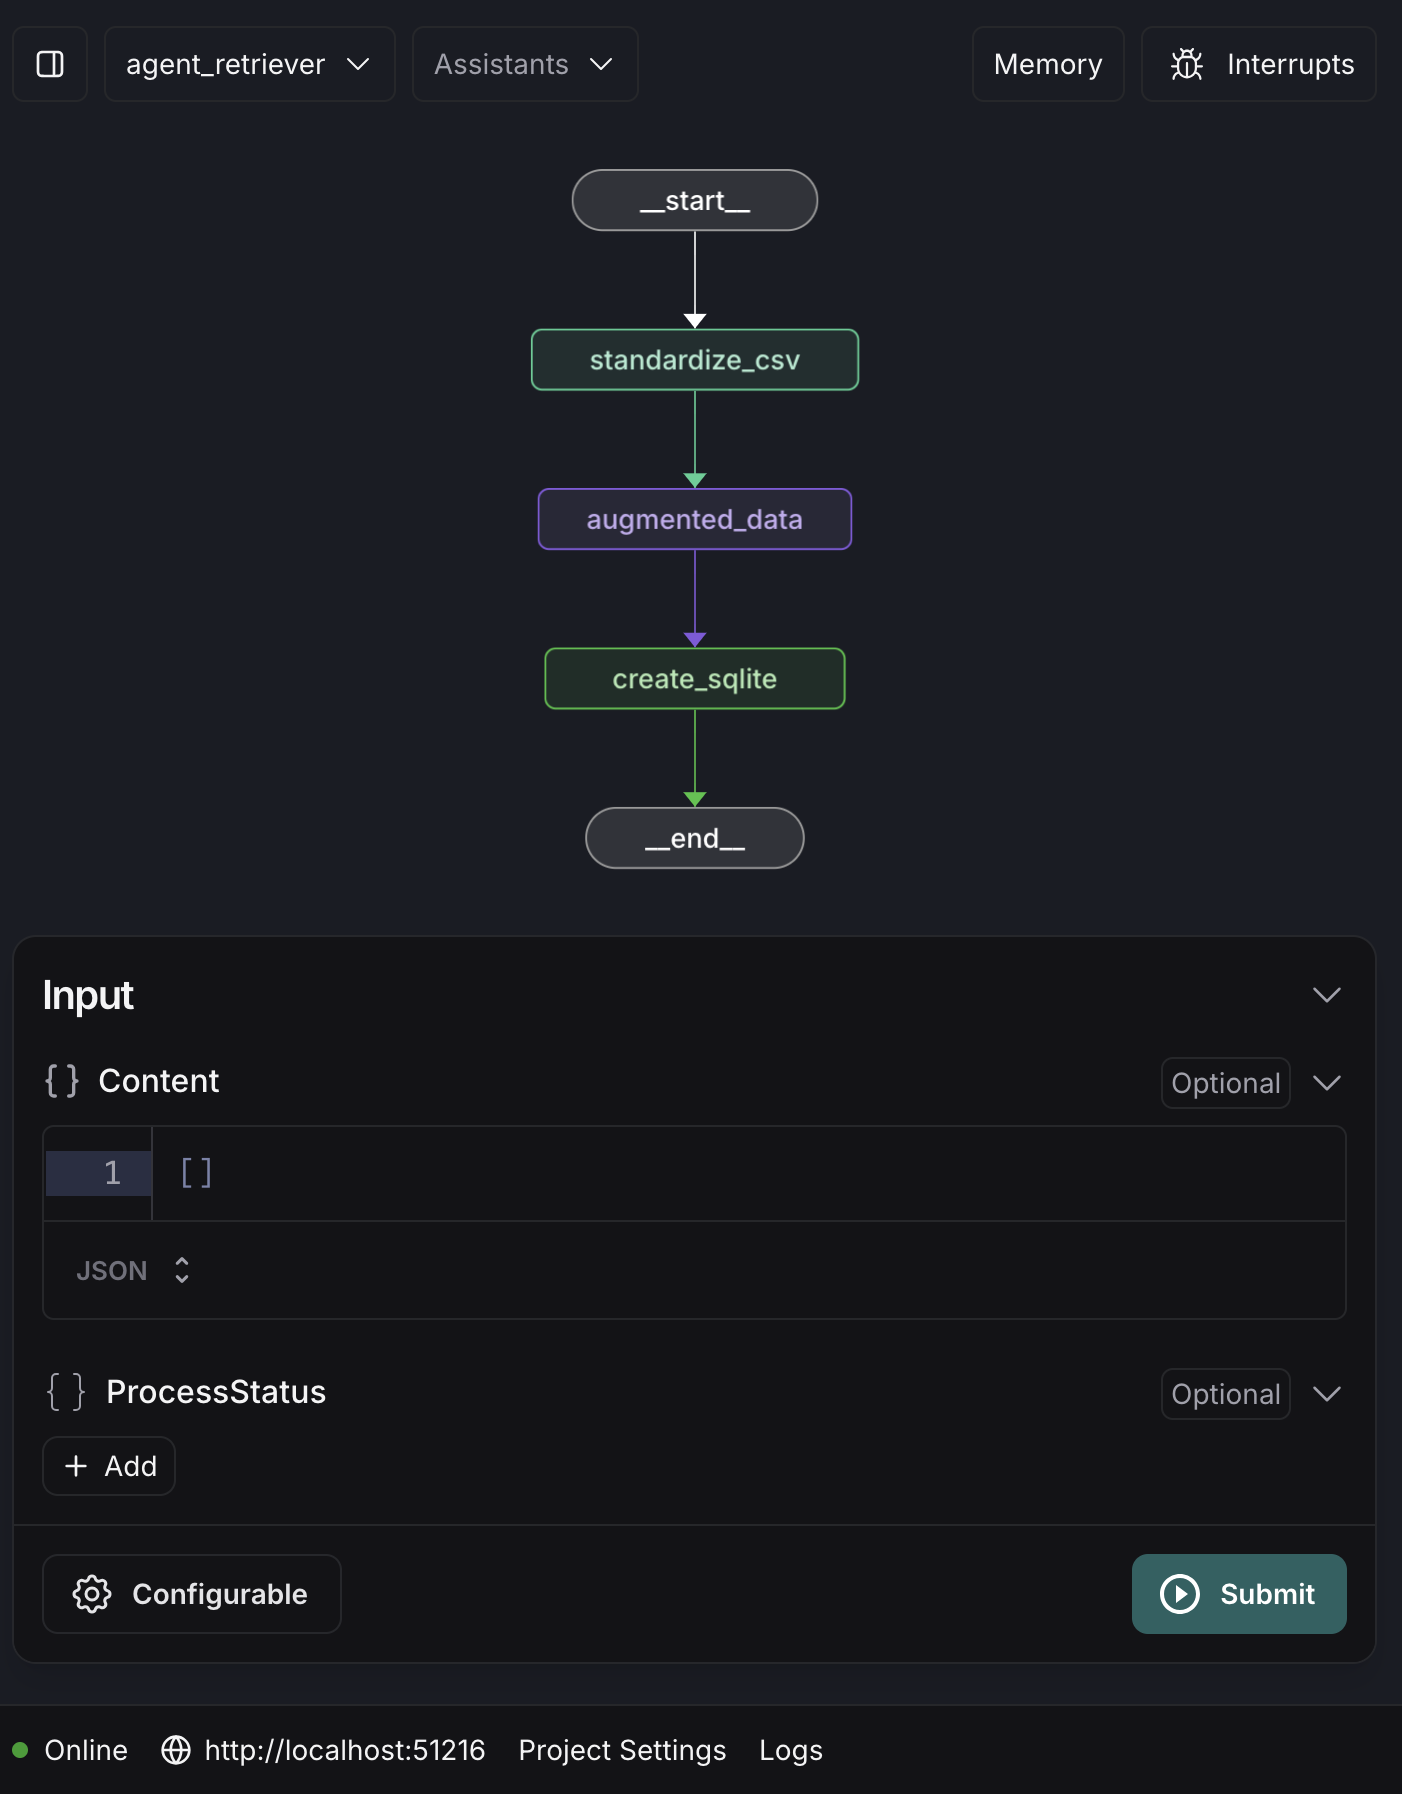 agent_retriever
Assistants
Memory
Interrupts
__start__
standardize_csv
augmented_data
create_sqlite
__end__
Input
{} Content
Optional
1
[]
JSON
{ } ProcessStatus
Optional
+ Add
Configurable
Submit
Online
http://localhost:51216
Project Settings
Logs